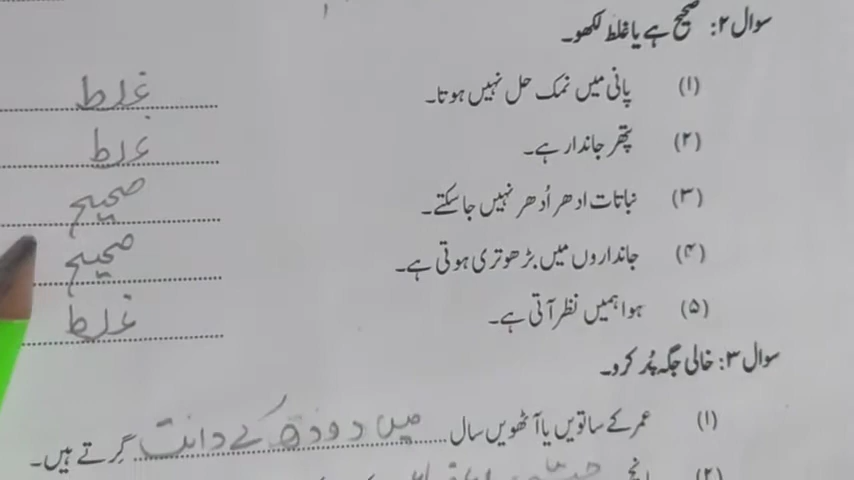 سوال ۲: صحیح ہے یا غلط لکھو۔
(۱) پانی میں نمک حل نہیں ہوتا۔ غلط
(۲) پتھر جاندار ہے۔ غلط
(۳) نباتات ادھر اُدھر نہیں جا سکتے۔ صحیح
(۴) جانداروں میں بڑھوتری ہوتی ہے۔ صحیح
(۵) ہوا ہمیں نظر آتی ہے۔ غلط
سوال ۳: خالی جگہ پُر کرو۔
(۱) عمر کے ساتویں یا آٹھویں سال میں دودھ کے دانت گرتے ہیں۔
(۲)